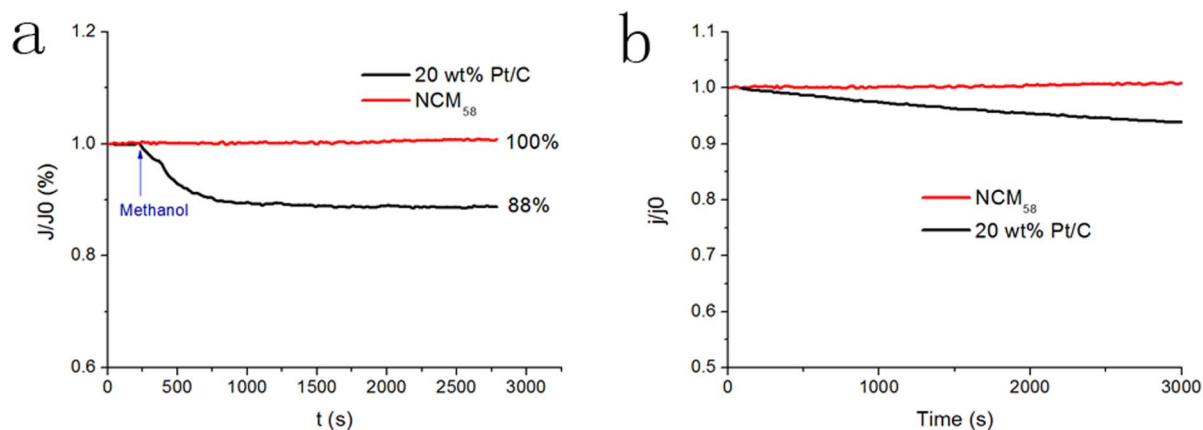 a
1.2
1.0
0.8
0.6
J/J0 (%)
20 wt% Pt/C
NCM₅₈
100%
88%
Methanol
0 500 1000 1500 2000 2500 3000
t (s)
b
1.1
1.0
0.9
0.8
0.7
0.6
0.5
j/j0
NCM₅₈
20 wt% Pt/C
0 1000 2000 3000
Time (s)